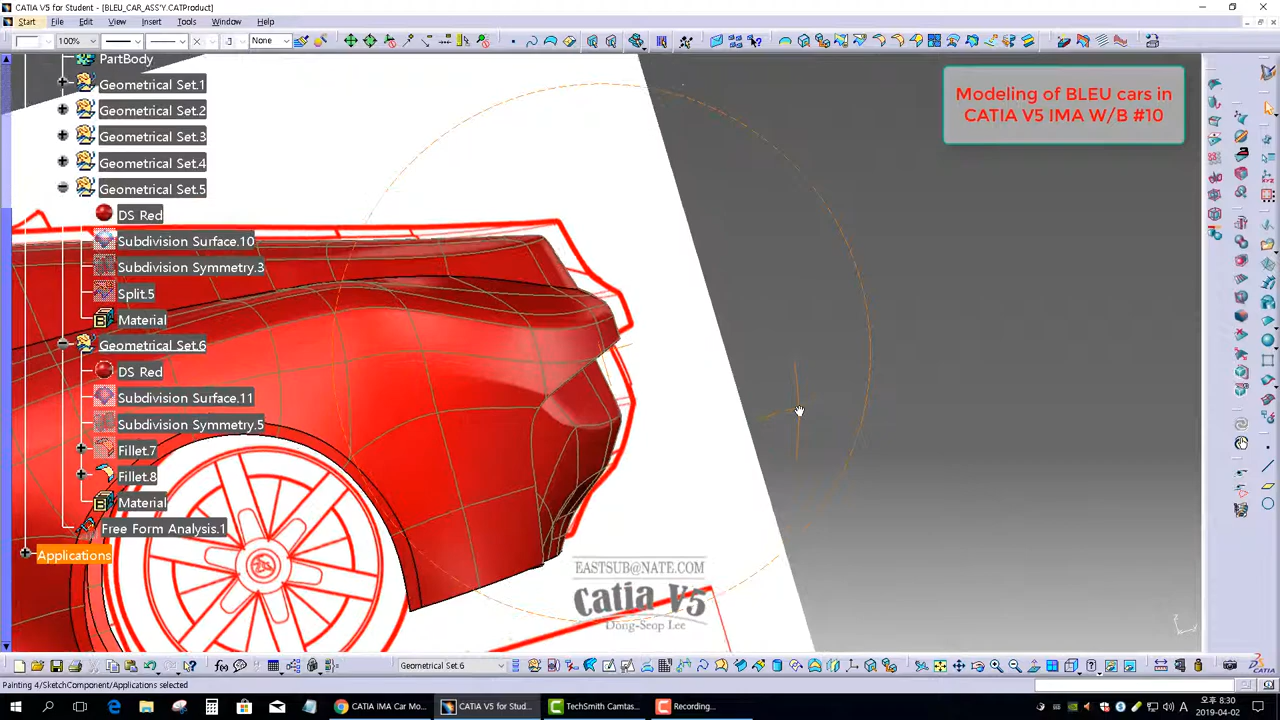 CATIA V5 for Student - [BLEU_CAR_ASS'Y.CATProduct]
Start File Edit View Insert Tools Window Help
100% None
PartBody
Geometrical Set.1
Geometrical Set.2
Geometrical Set.3
Geometrical Set.4
Geometrical Set.5
DS Red
Subdivision Surface.10
Subdivision Symmetry.3
Split.5
Material
Geometrical Set.6
DS Red
Subdivision Surface.11
Subdivision Symmetry.5
Fillet.7
Fillet.8
Material
Free Form Analysis.1
Applications
Modeling of BLEU cars in
CATIA V5 IMA W/B #10
EASTSUB@NATE.COM
Catia V5
Dong-Seop Lee
Geometrical Set.6
CATIA
Painting 4/SketchComponent/Applications selected
CATIA IMA Car Mo...
CATIA V5 for Stud...
TechSmith Camtas...
Recording...
A
오후 8:30
2019-04-02